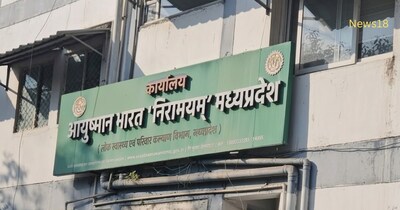 News18
कार्यालय
आयुष्मान भारत 'निरामयम्' मध्यप्रदेश
(लोक स्वास्थ्य एवं परिवार कल्याण विभाग, मध्यप्रदेश)